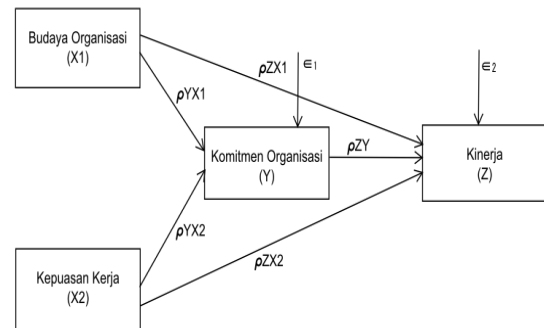 Budaya Organisasi
(X1)
ρZX1
∈1
∈2
ρYX1
Komitmen Organisasi
(Y)
ρZY
Kinerja
(Z)
ρYX2
ρZX2
Kepuasan Kerja
(X2)